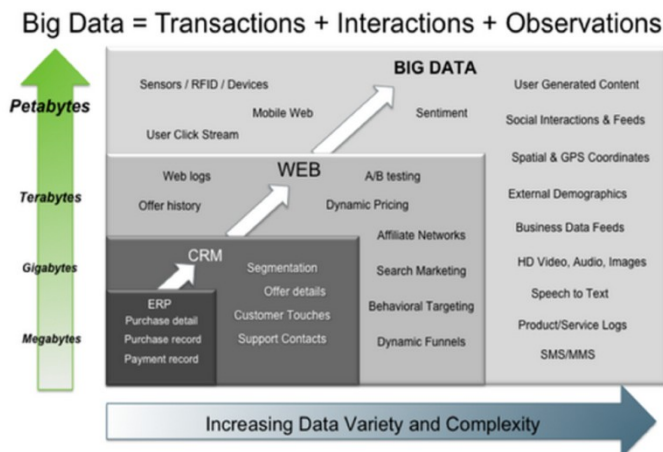 Big Data = Transactions + Interactions + Observations
Petabytes
Terabytes
Gigabytes
Megabytes
BIG DATA
Sensors / RFID / Devices
Mobile Web
User Click Stream
Sentiment
User Generated Content
Social Interactions & Feeds
Spatial & GPS Coordinates
External Demographics
Business Data Feeds
HD Video, Audio, Images
Speech to Text
Product/Service Logs
SMS/MMS
WEB
Web logs
Offer history
A/B testing
Dynamic Pricing
Affiliate Networks
Search Marketing
Behavioral Targeting
Dynamic Funnels
CRM
Segmentation
Offer details
Customer Touches
Support Contacts
ERP
Purchase detail
Purchase record
Payment record
Increasing Data Variety and Complexity